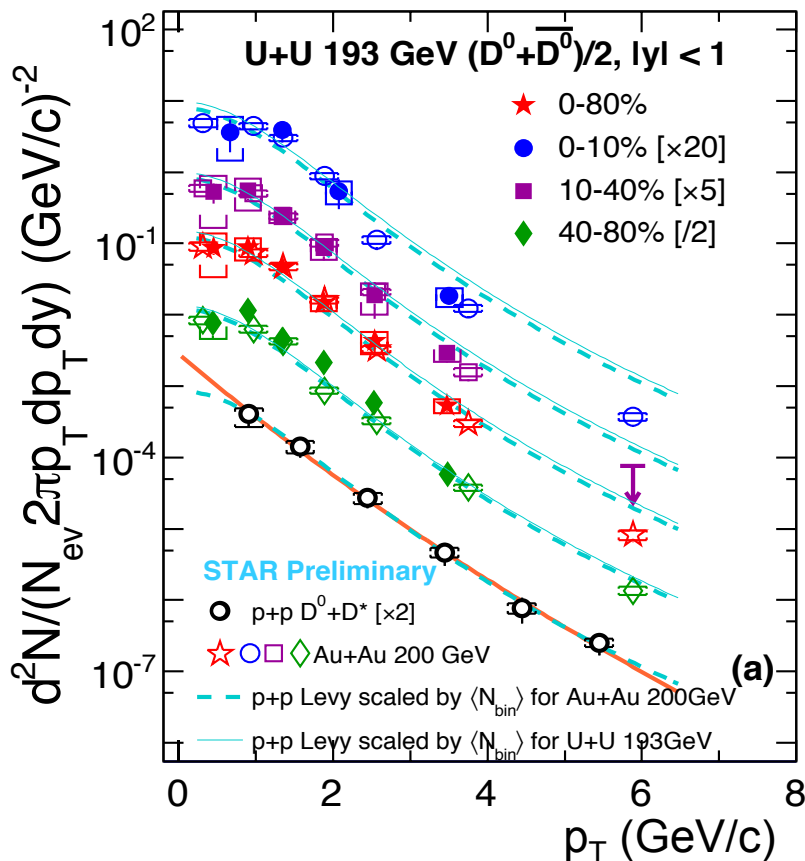 U+U 193 GeV (D⁰+D̅⁰)/2, |y| < 1
0-80%
0-10% [×20]
10-40% [×5]
40-80% [/2]
d²N/(N_ev 2πp_T dp_T dy) (GeV/c)⁻²
10²
10⁻¹
10⁻⁴
10⁻⁷
STAR Preliminary
p+p D⁰+D* [×2]
Au+Au 200 GeV
(a)
p+p Levy scaled by ⟨N_bin⟩ for Au+Au 200GeV
p+p Levy scaled by ⟨N_bin⟩ for U+U 193GeV
0 2 4 6 8
p_T (GeV/c)